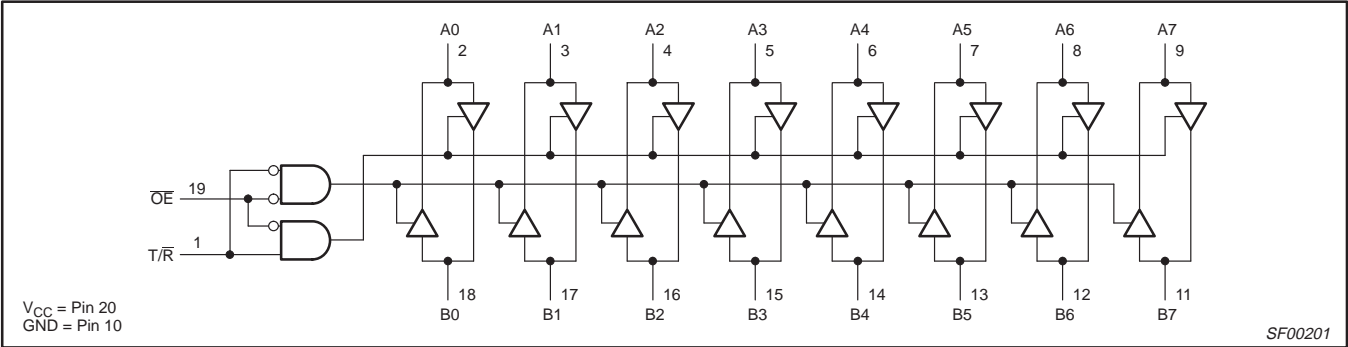 A0 A1 A2 A3 A4 A5 A6 A7
2 3 4 5 6 7 8 9
O̅E̅ 19
T/R̅ 1
18 17 16 15 14 13 12 11
B0 B1 B2 B3 B4 B5 B6 B7
VCC = Pin 20
GND = Pin 10
SF00201